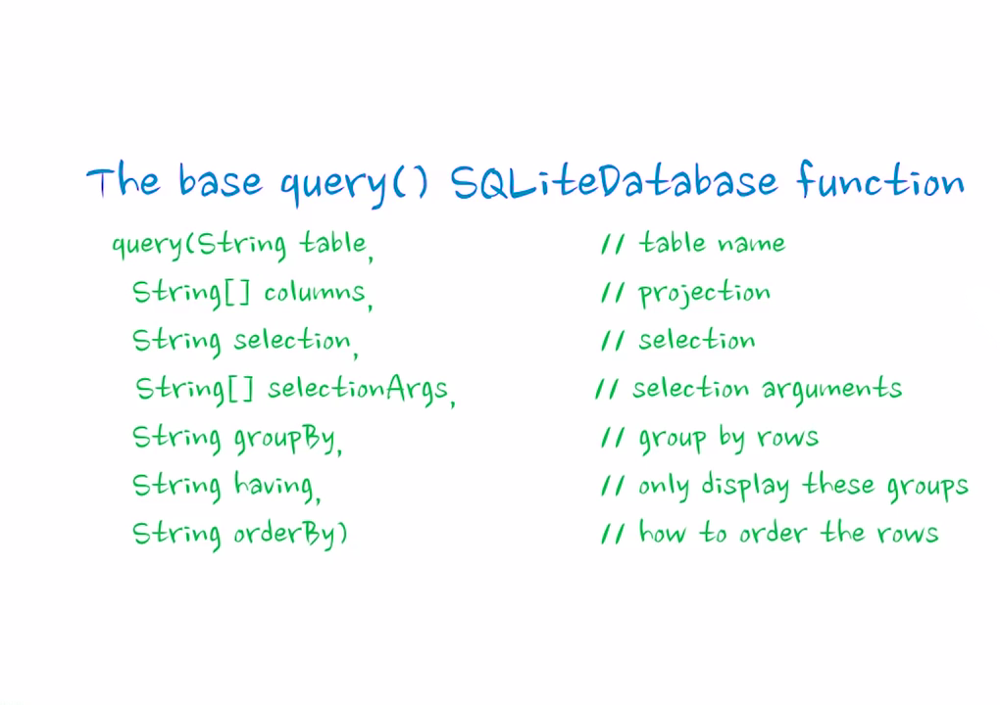 The base query() SQLiteDatabase function
query(String table, // table name
String[] columns, // projection
String selection, // selection
String[] selectionArgs, // selection arguments
String groupBy, // group by rows
String having, // only display these groups
String orderBy) // how to order the rows